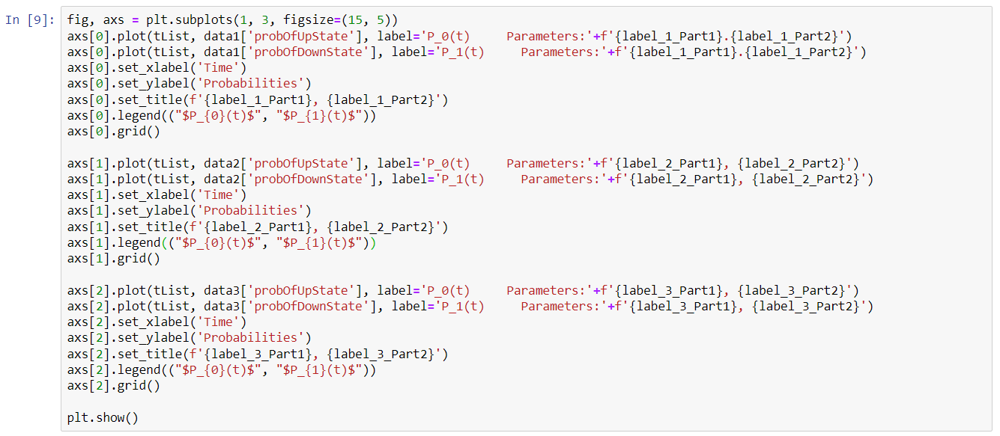 In [9]: fig, axs = plt.subplots(1, 3, figsize=(15, 5))
axs[0].plot(tList, data1['probOfUpState'], label='P_0(t)     Parameters:'+f'{label_1_Part1}.{label_1_Part2}')
axs[0].plot(tList, data1['probOfDownState'], label='P_1(t)     Parameters:'+f'{label_1_Part1}.{label_1_Part2}')
axs[0].set_xlabel('Time')
axs[0].set_ylabel('Probabilities')
axs[0].set_title(f'{label_1_Part1}, {label_1_Part2}')
axs[0].legend(("$P_{0}(t)$", "$P_{1}(t)$"))
axs[0].grid()

axs[1].plot(tList, data2['probOfUpState'], label='P_0(t)     Parameters:'+f'{label_2_Part1}, {label_2_Part2}')
axs[1].plot(tList, data2['probOfDownState'], label='P_1(t)     Parameters:'+f'{label_2_Part1}, {label_2_Part2}')
axs[1].set_xlabel('Time')
axs[1].set_ylabel('Probabilities')
axs[1].set_title(f'{label_2_Part1}, {label_2_Part2}')
axs[1].legend(("$P_{0}(t)$", "$P_{1}(t)$"))
axs[1].grid()

axs[2].plot(tList, data3['probOfUpState'], label='P_0(t)     Parameters:'+f'{label_3_Part1}, {label_3_Part2}')
axs[2].plot(tList, data3['probOfDownState'], label='P_1(t)     Parameters:'+f'{label_3_Part1}, {label_3_Part2}')
axs[2].set_xlabel('Time')
axs[2].set_ylabel('Probabilities')
axs[2].set_title(f'{label_3_Part1}, {label_3_Part2}')
axs[2].legend(("$P_{0}(t)$", "$P_{1}(t)$"))
axs[2].grid()

plt.show()